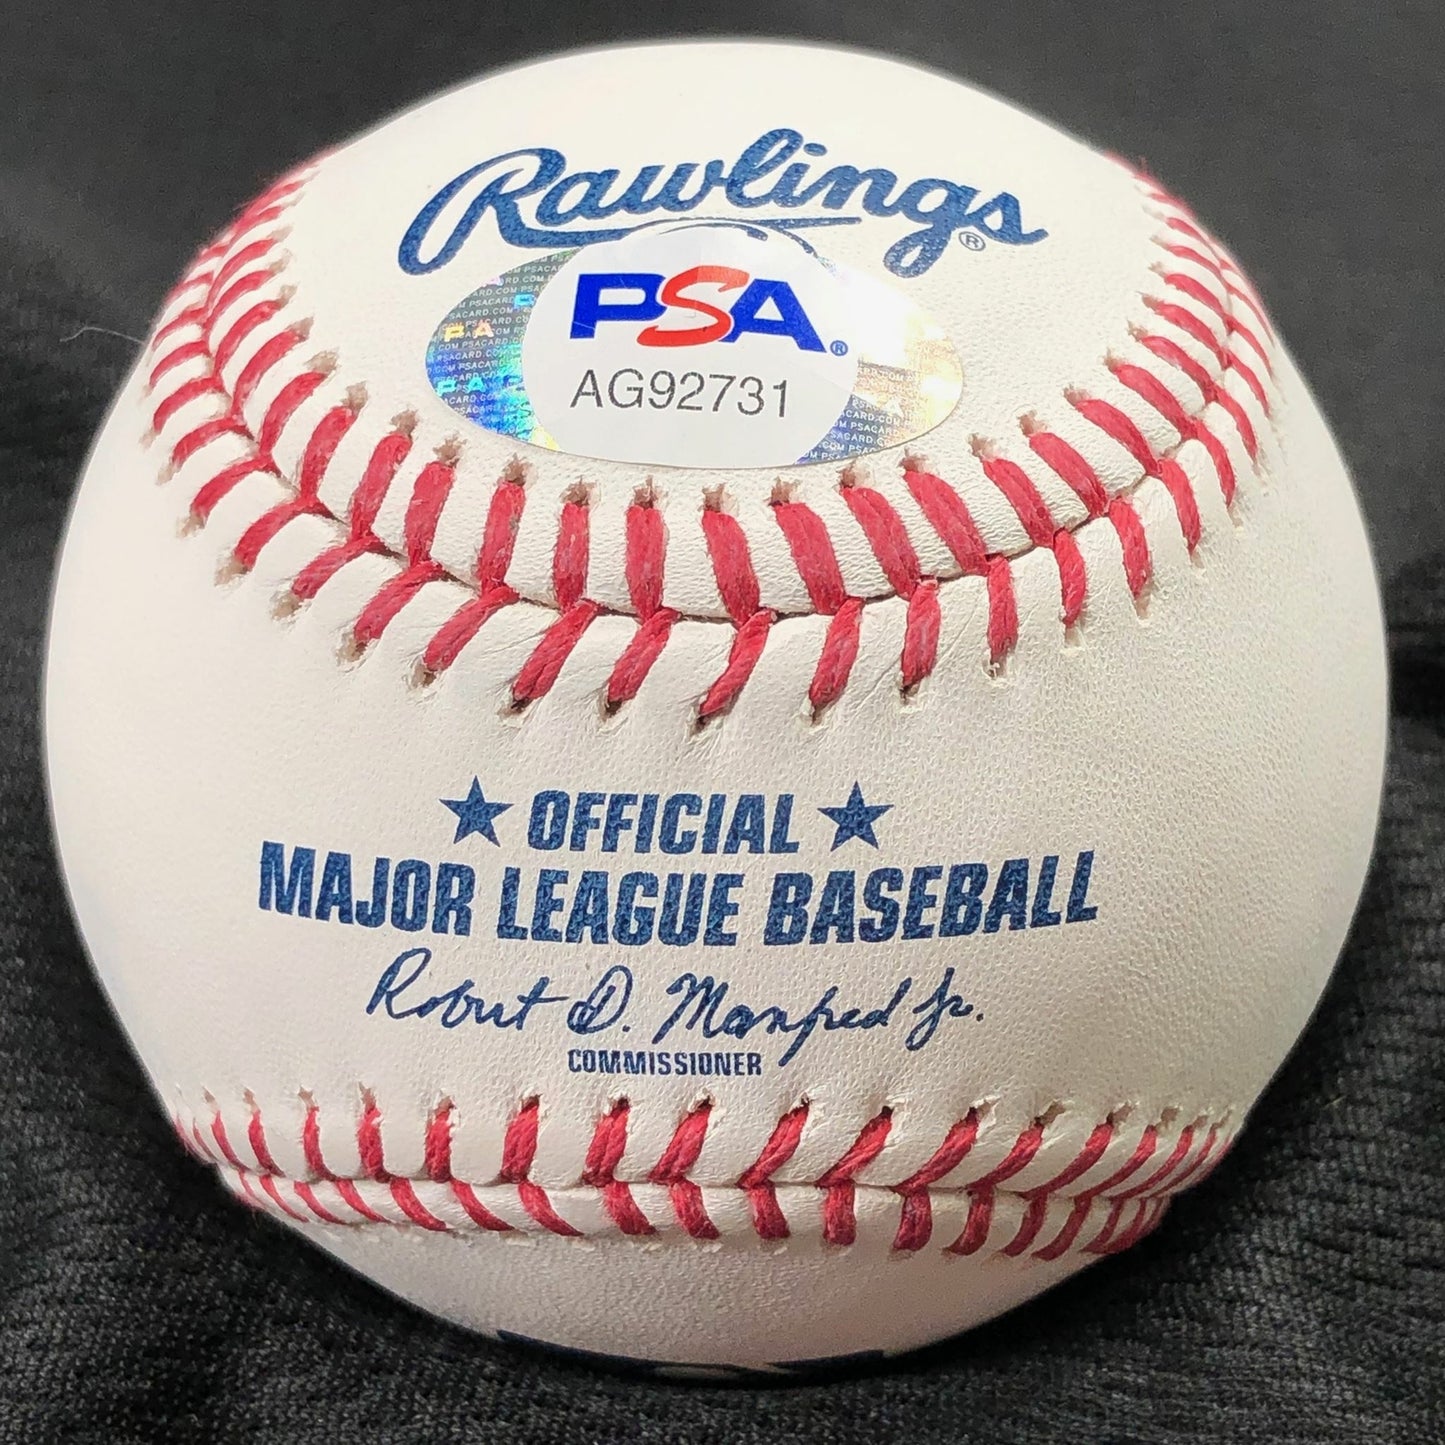 Rawlings®
PSA®
AG92731
★ OFFICIAL ★
MAJOR LEAGUE BASEBALL
Robert D. Manfred Jr.
COMMISSIONER